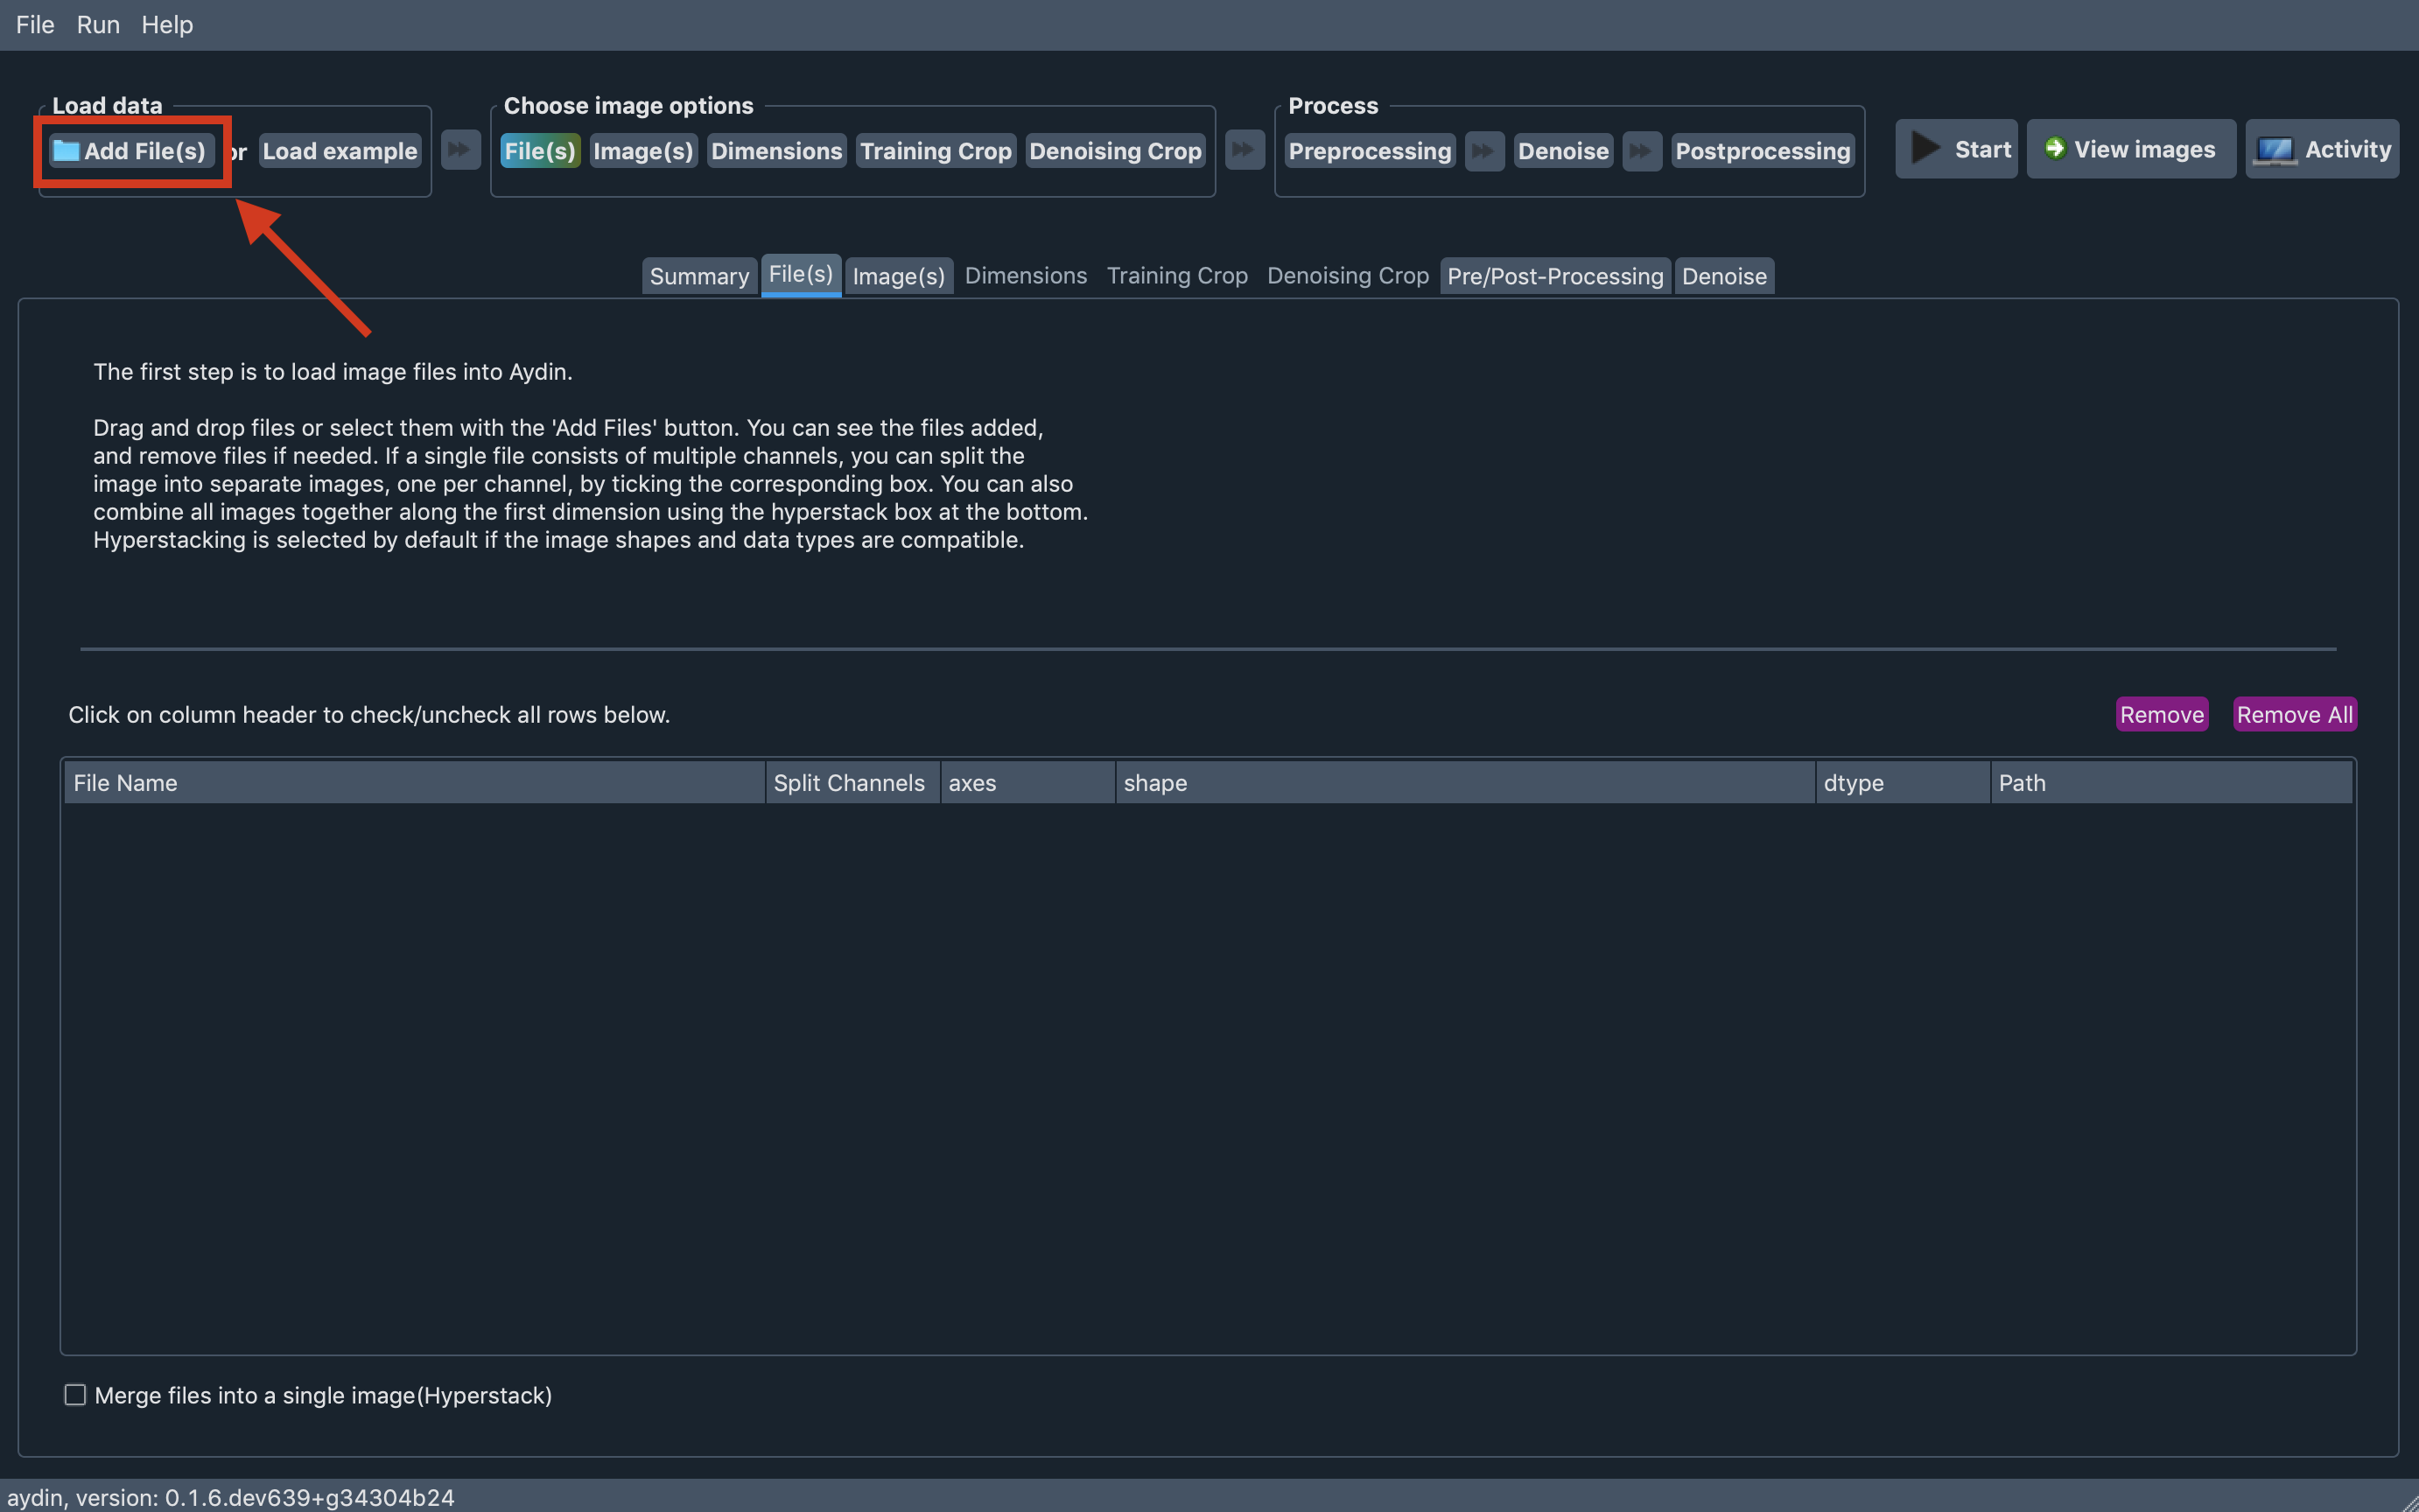 File Run Help
Load data Choose image options Process
Add File(s) or Load example File(s) Image(s) Dimensions Training Crop Denoising Crop Preprocessing Denoise Postprocessing Start View images Activity
Summary File(s) Image(s) Dimensions Training Crop Denoising Crop Pre/Post-Processing Denoise
The first step is to load image files into Aydin.
Drag and drop files or select them with the 'Add Files' button. You can see the files added,
and remove files if needed. If a single file consists of multiple channels, you can split the
image into separate images, one per channel, by ticking the corresponding box. You can also
combine all images together along the first dimension using the hyperstack box at the bottom.
Hyperstacking is selected by default if the image shapes and data types are compatible.
Click on column header to check/uncheck all rows below. Remove Remove All
File Name Split Channels axes shape dtype Path
Merge files into a single image(Hyperstack)
aydin, version: 0.1.6.dev639+g34304b24